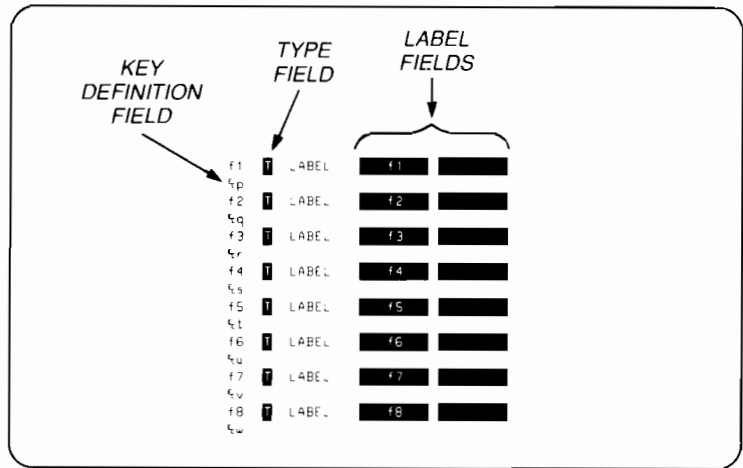 KEY
DEFINITION
FIELD
TYPE
FIELD
LABEL
FIELDS
f1 T LABEL f1
␛p
f2 T LABEL f2
␛q
f3 T LABEL f3
␛r
f4 T LABEL f4
␛s
f5 T LABEL f5
␛t
f6 T LABEL f6
␛u
f7 T LABEL f7
␛v
f8 T LABEL f8
␛w